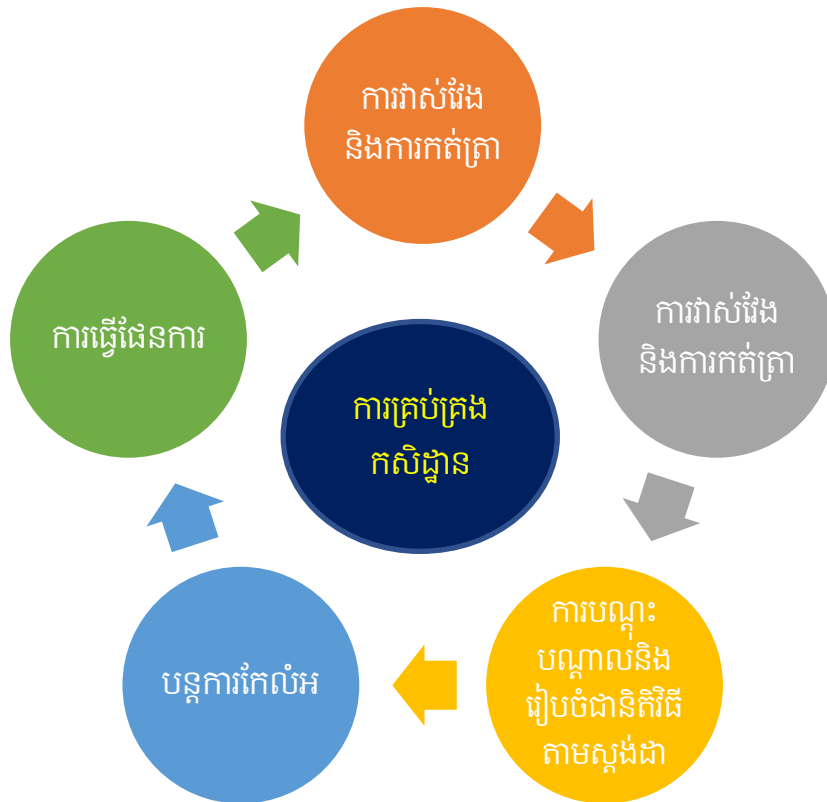 ការវាស់វែង
និងការកត់ត្រា
ការវាស់វែង
និងការកត់ត្រា
ការបណ្តុះ
បណ្តាលនិង
រៀបចំជានិតិវិធី
តាមស្តង់ដា
បន្តការកែលំអ
ការធ្វើផែនការ
ការគ្រប់គ្រង
កសិដ្ឋាន